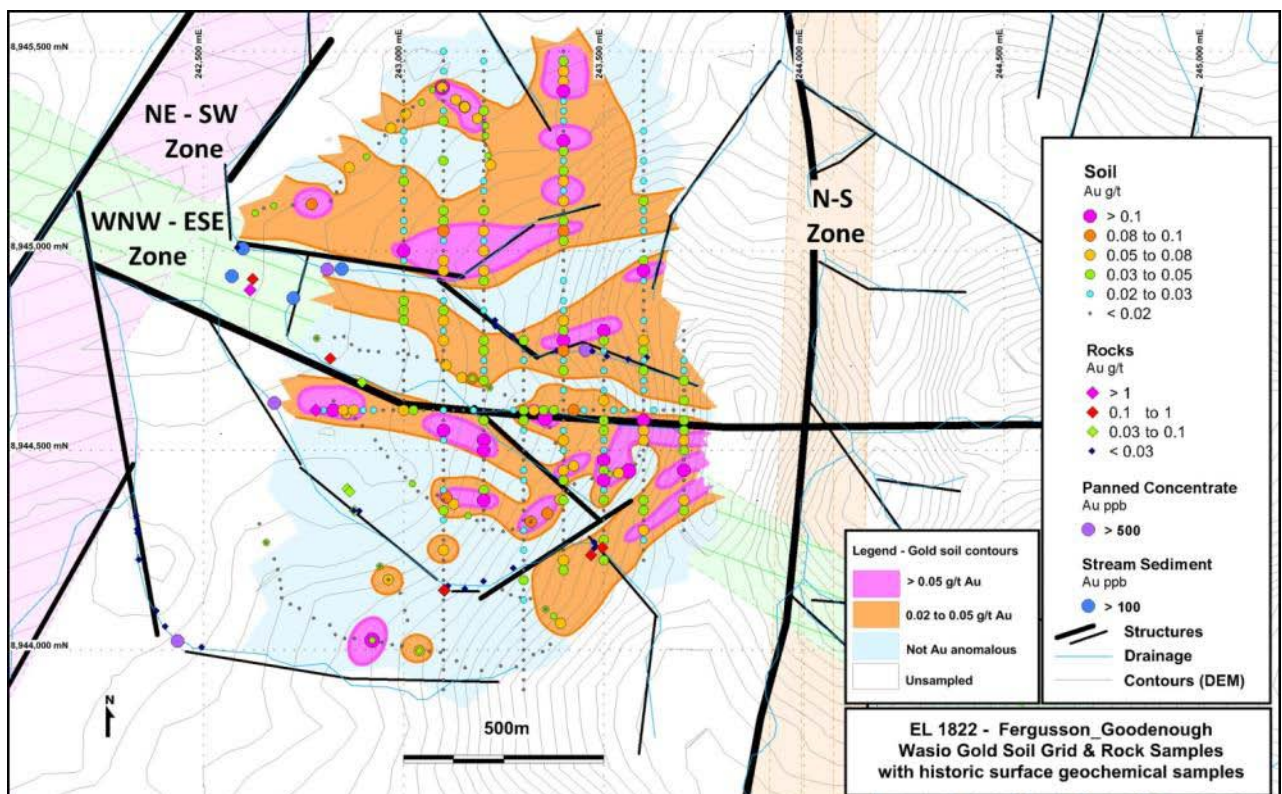 242,500 mE
243,000 mE
243,500 mE
244,000 mE
244,500 mE
245,000 mE
8,945,500 mN
8,945,000 mN
8,944,500 mN
8,944,000 mN
NE - SW
Zone
WNW - ESE
Zone
N-S
Zone
N
500m
Soil
Au g/t
> 0.1
0.08 to 0.1
0.05 to 0.08
0.03 to 0.05
0.02 to 0.03
< 0.02
Rocks
Au g/t
> 1
0.1 to 1
0.03 to 0.1
< 0.03
Panned Concentrate
Au ppb
> 500
Stream Sediment
Au ppb
> 100
Structures
Drainage
Contours (DEM)
Legend - Gold soil contours
> 0.05 g/t Au
0.02 to 0.05 g/t Au
Not Au anomalous
Unsampled
EL 1822 - Fergusson_Goodenough
Wasio Gold Soil Grid & Rock Samples
with historic surface geochemical samples